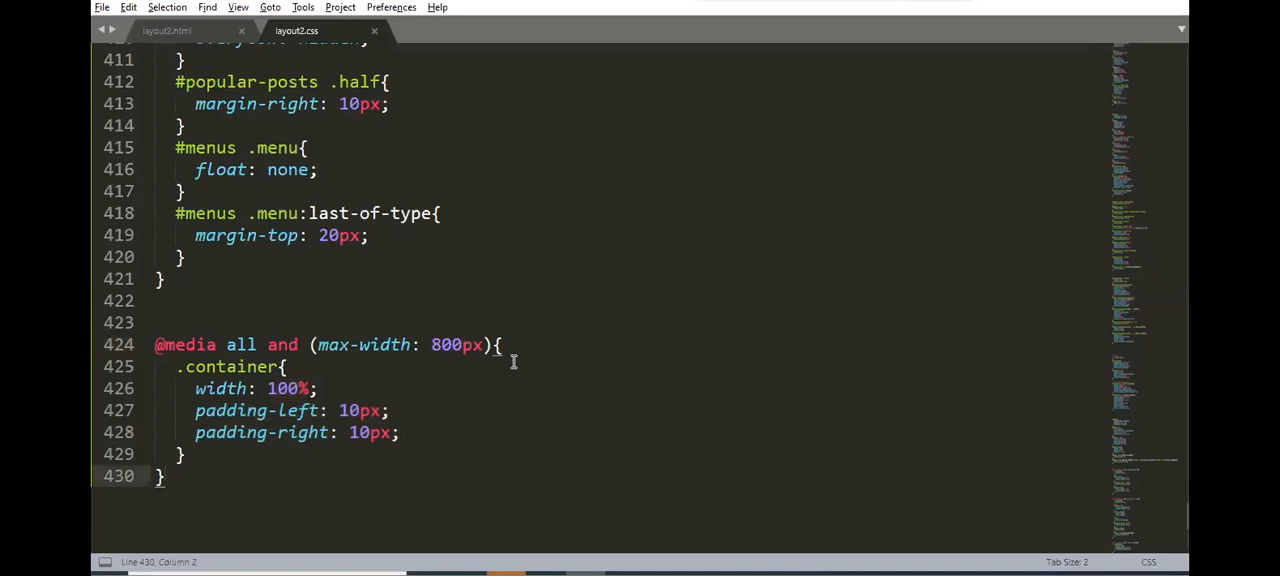 File Edit Selection Find View Goto Tools Project Preferences Help
layout2.html × layout2.css ×
411 }
412 #popular-posts .half{
413 margin-right: 10px;
414 }
415 #menus .menu{
416 float: none;
417 }
418 #menus .menu:last-of-type{
419 margin-top: 20px;
420 }
421 }
422
423
424 @media all and (max-width: 800px){
425 .container{
426 width: 100%;
427 padding-left: 10px;
428 padding-right: 10px;
429 }
430 }
Line 430, Column 2 Tab Size: 2 CSS